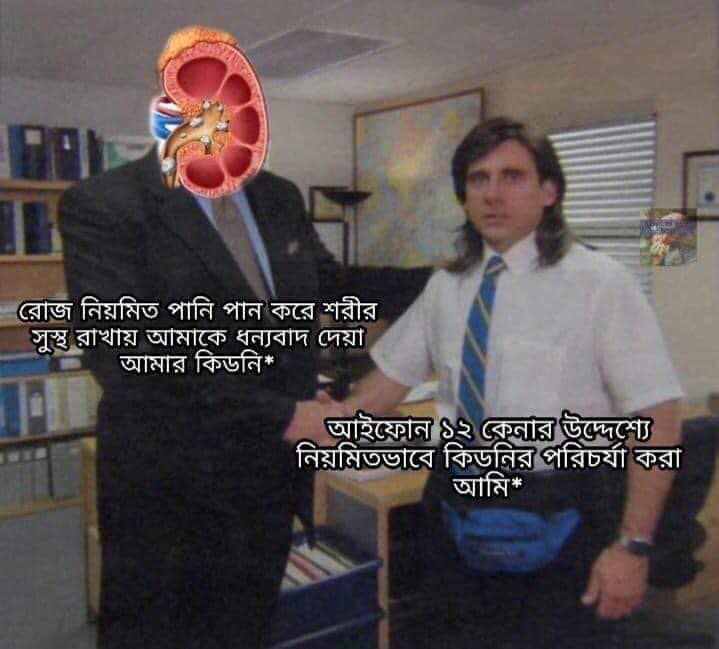 রোজ নিয়মিত পানি পান করে শরীর
সুস্থ রাখায় আমাকে ধন্যবাদ দেয়া
আমার কিডনি*
আইফোন ১২ কেনার উদ্দেশ্যে
নিয়মিতভাবে কিডনির পরিচর্যা করা
আমি*